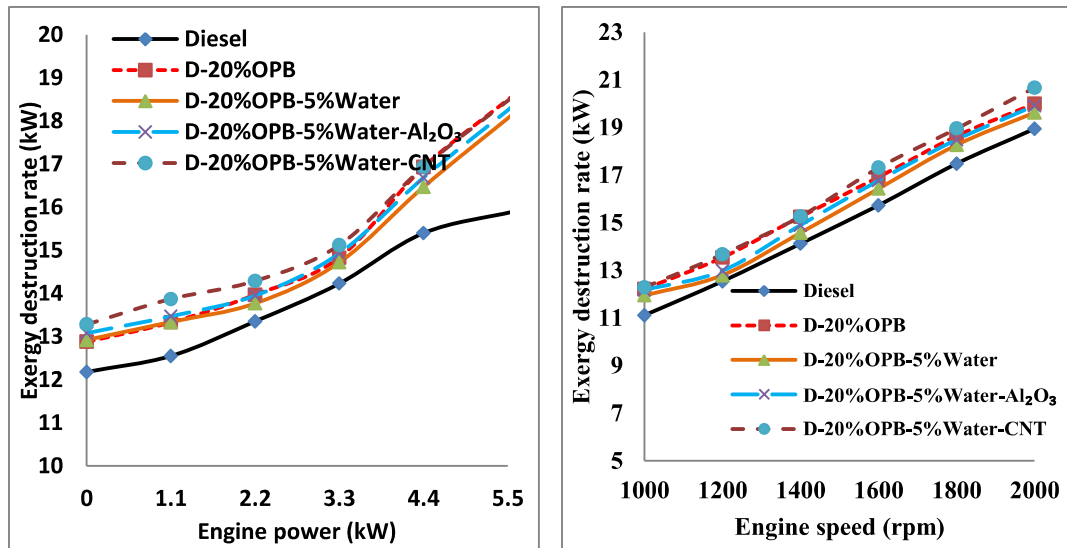 Exergy destruction rate (kW)
20
19
18
17
16
15
14
13
12
11
10
Diesel
D-20%OPB
D-20%OPB-5%Water
D-20%OPB-5%Water-Al₂O₃
D-20%OPB-5%Water-CNT
0 1.1 2.2 3.3 4.4 5.5
Engine power (kW)
Exergy destruction rate (kW)
23
21
19
17
15
13
11
9
7
5
Diesel
D-20%OPB
D-20%OPB-5%Water
D-20%OPB-5%Water-Al₂O₃
D-20%OPB-5%Water-CNT
1000 1200 1400 1600 1800 2000
Engine speed (rpm)